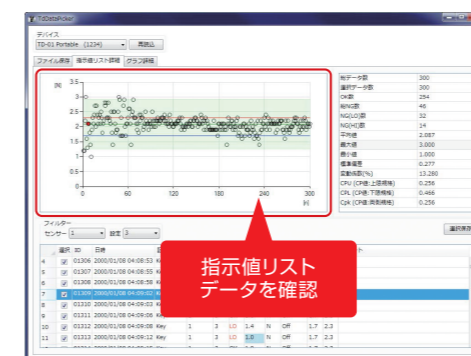 TdDataPicker
デバイス
TD-01 Portable (1234) 再読込
ファイル保存 指示値リスト詳細 グラフ詳細
[N]
3.5
3
2.5
2
1.5
1
0.5
0
0 60 120 180 240 300
[n]
総データ数 300
選択データ数 300
OK数 254
総NG数 46
NG(LO)数 32
NG(HI)数 14
平均値 2.087
最大値 3.000
最小値 1.000
標準偏差 0.277
変動係数(%) 13.280
CPU (CP値:上限規格) 0.256
CPL (CP値:下限規格) 0.466
Cpk (CP値:両側規格) 0.256
フィルター
センサー 1 設定 3
選択保存
指示値リスト
データを確認
選択 ID 日時
4 01306 2000/01/08 04:08:53
5 01307 2000/01/08 04:08:55
6 01308 2000/01/08 04:08:58
7 01309 2000/01/08 04:09:02
8 01310 2000/01/08 04:09:03
9 01311 2000/01/08 04:09:06 Key
10 01312 2000/01/08 04:09:08 Key 1 3 LO 1.4 N Off 1.7 2.3
11 01313 2000/01/08 04:09:12 Key 1 3 LO 1.0 N Off 1.7 2.3